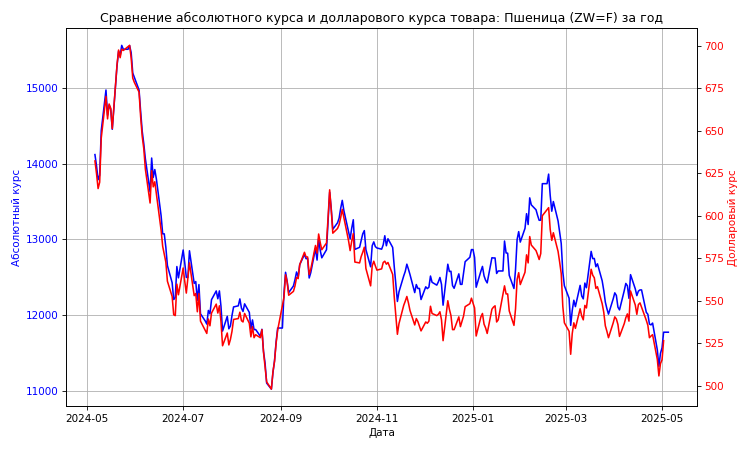 Сравнение абсолютного курса и долларового курса товара: Пшеница (ZW=F) за год
Абсолютный курс
15000
14000
13000
12000
11000
700
675
650
625
600
575
550
525
500
Долларовый курс
2024-05 2024-07 2024-09 2024-11 2025-01 2025-03 2025-05
Дата